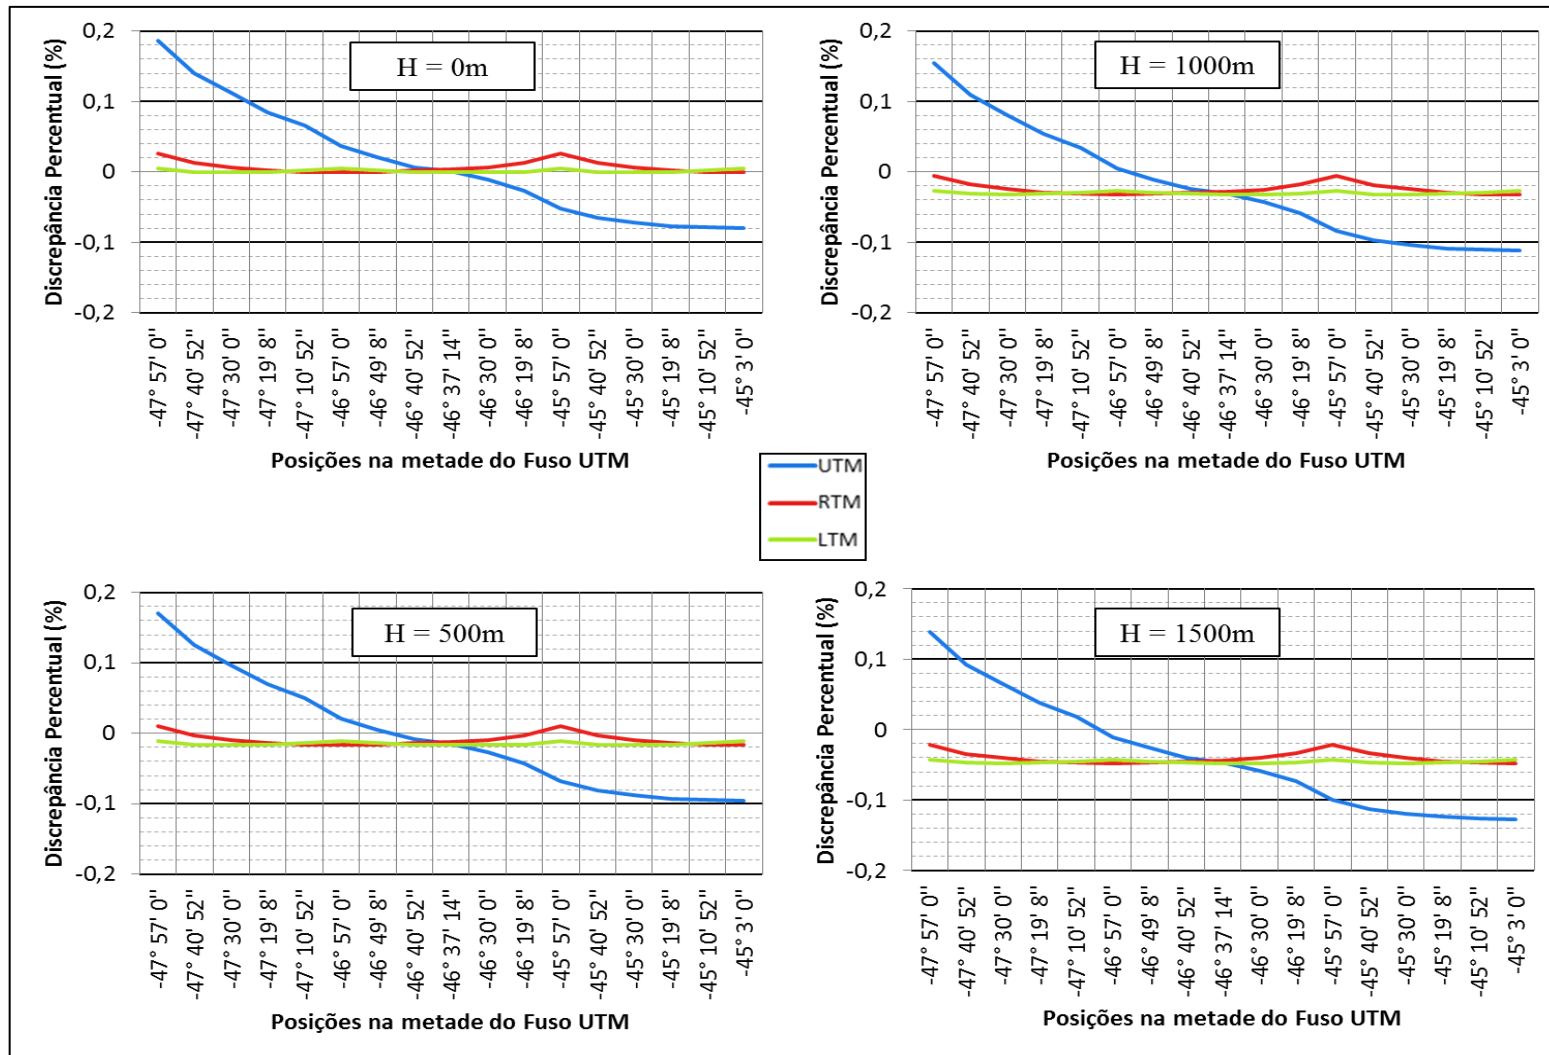 H = 0m
Discrepância Percentual (%)
0,2
0,1
0
-0,1
-0,2
-47° 57' 0"
-47° 40' 52"
-47° 30' 0"
-47° 19' 8"
-47° 10' 52"
-46° 57' 0"
-46° 49' 8"
-46° 40' 52"
-46° 37' 14"
-46° 30' 0"
-46° 19' 8"
-45° 57' 0"
-45° 40' 52"
-45° 30' 0"
-45° 19' 8"
-45° 10' 52"
-45° 3' 0"
Posições na metade do Fuso UTM
H = 1000m
Discrepância Percentual (%)
0,2
0,1
0
-0,1
-0,2
-47° 57' 0"
-47° 40' 52"
-47° 30' 0"
-47° 19' 8"
-47° 10' 52"
-46° 57' 0"
-46° 49' 8"
-46° 40' 52"
-46° 37' 14"
-46° 30' 0"
-46° 19' 8"
-45° 57' 0"
-45° 40' 52"
-45° 30' 0"
-45° 19' 8"
-45° 10' 52"
-45° 3' 0"
Posições na metade do Fuso UTM
UTM
RTM
LTM
H = 500m
Discrepância Percentual (%)
0,2
0,1
0
-0,1
-0,2
-47° 57' 0"
-47° 40' 52"
-47° 30' 0"
-47° 19' 8"
-47° 10' 52"
-46° 57' 0"
-46° 49' 8"
-46° 40' 52"
-46° 37' 14"
-46° 30' 0"
-46° 19' 8"
-45° 57' 0"
-45° 40' 52"
-45° 30' 0"
-45° 19' 8"
-45° 10' 52"
-45° 3' 0"
Posições na metade do Fuso UTM
H = 1500m
Discrepância Percentual (%)
0,2
0,1
0
-0,1
-0,2
-47° 57' 0"
-47° 40' 52"
-47° 30' 0"
-47° 19' 8"
-47° 10' 52"
-46° 57' 0"
-46° 49' 8"
-46° 40' 52"
-46° 37' 14"
-46° 30' 0"
-46° 19' 8"
-45° 57' 0"
-45° 40' 52"
-45° 30' 0"
-45° 19' 8"
-45° 10' 52"
-45° 3' 0"
Posições na metade do Fuso UTM